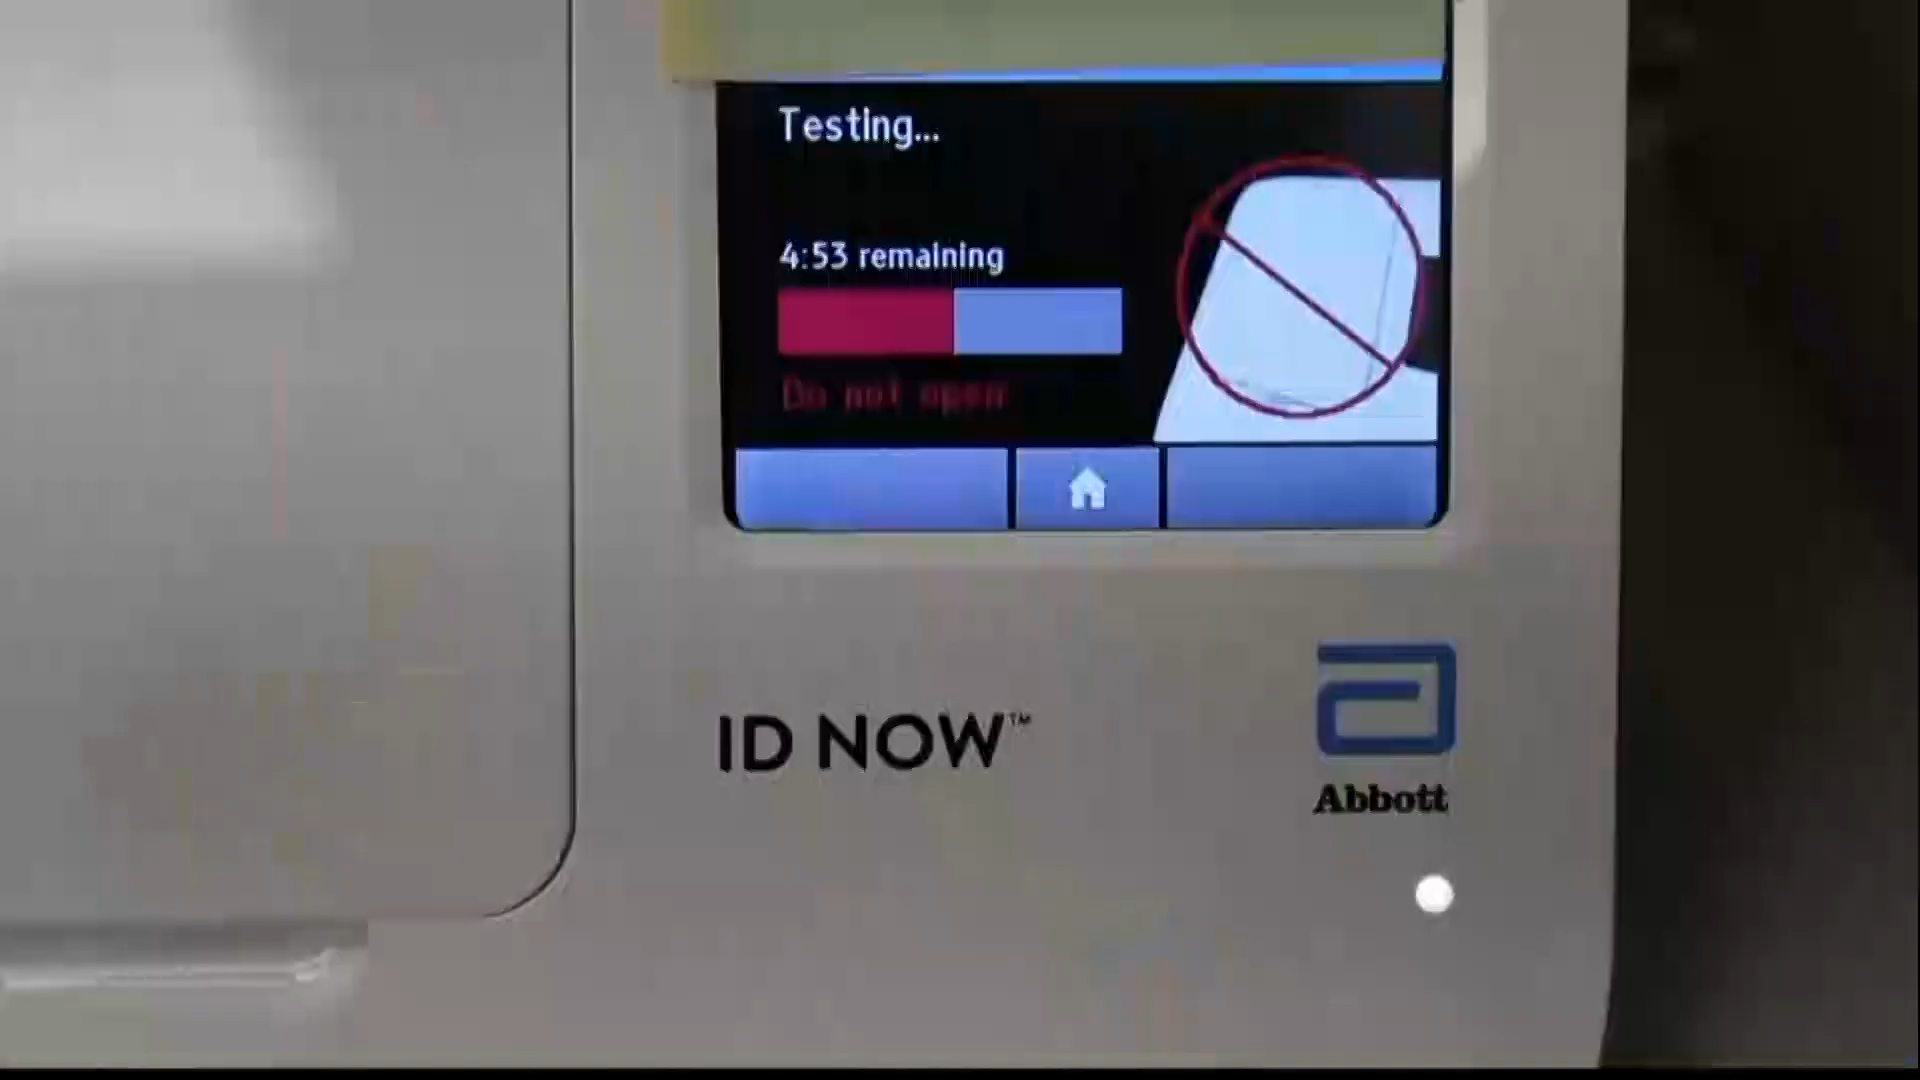 Testing...
4:53 remaining
Do not open
ID NOW™
Abbott